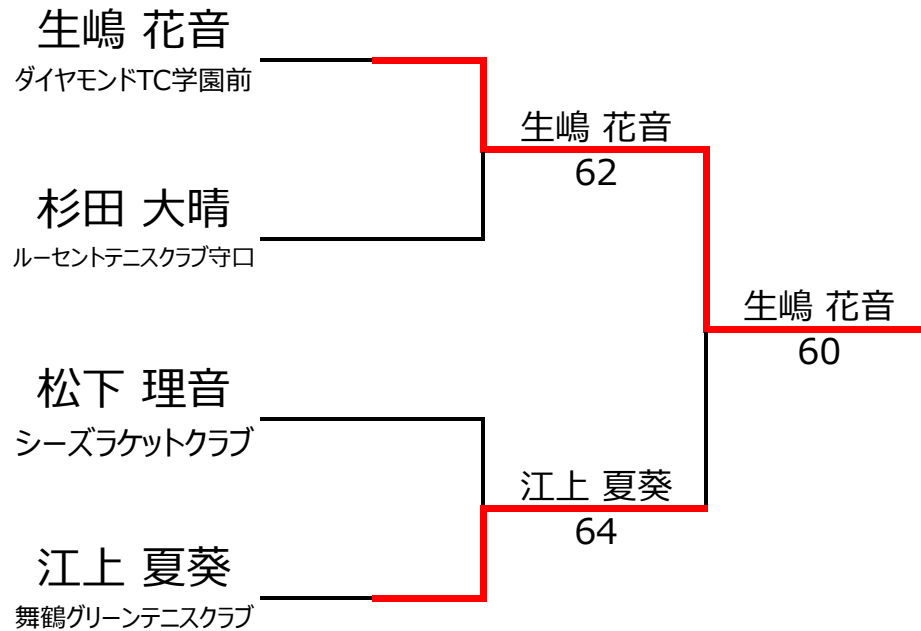 生嶋 花音
ダイヤモンドTC学園前
生嶋 花音
62
杉田 大晴
ルーセントテニスクラブ守口
生嶋 花音
60
松下 理音
シーズラケットクラブ
江上 夏葵
64
江上 夏葵
舞鶴グリーンテニスクラブ